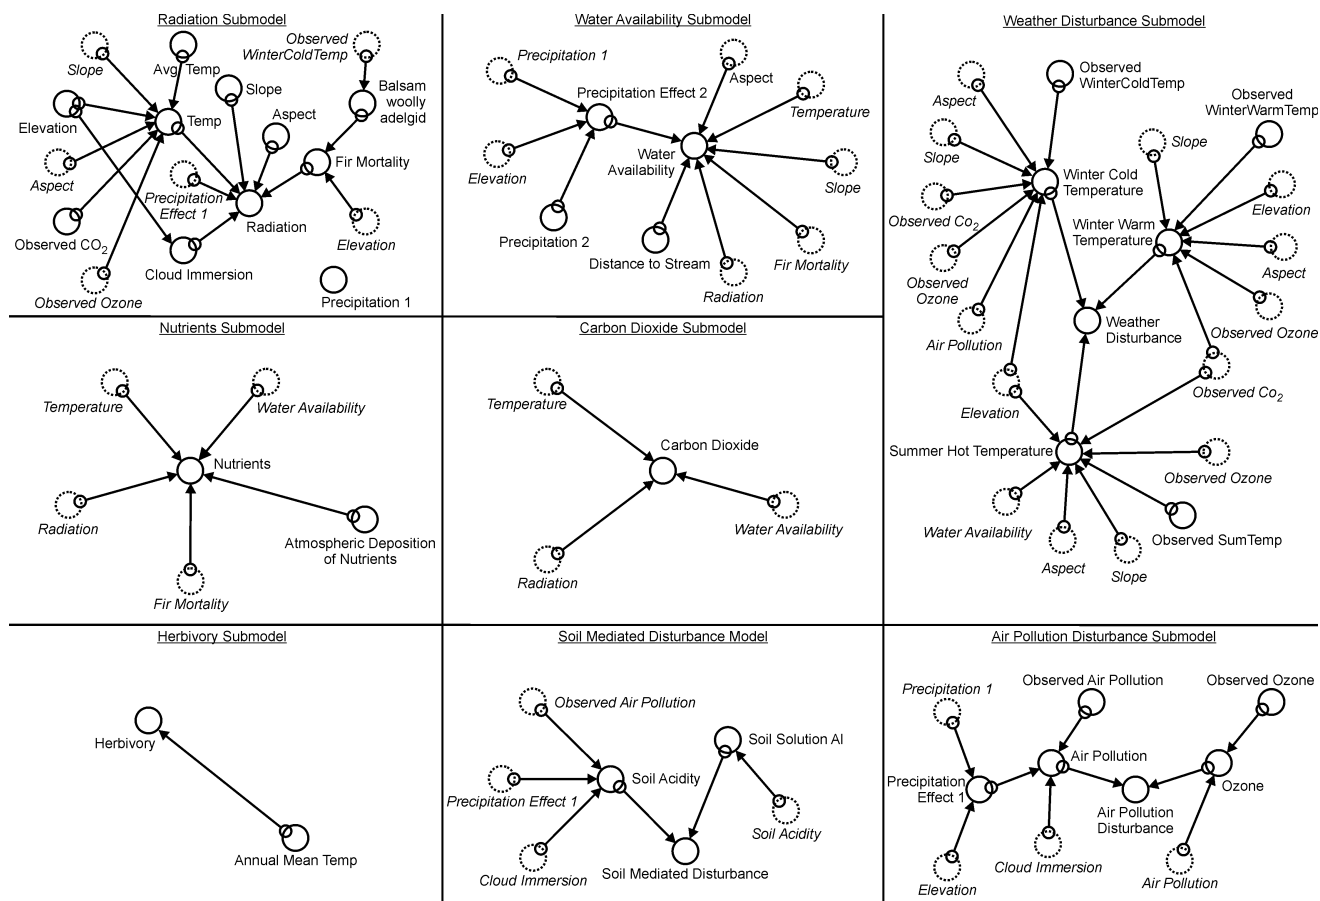 Radiation Submodel
Observed
WinterColdTemp
Slope
Avg Temp
Balsam
woolly
adelgid
Slope
Elevation
Temp
Aspect
Fir Mortality
Aspect
Precipitation
Effect 1
Radiation
Observed CO2
Elevation
Cloud Immersion
Observed Ozone
Precipitation 1
Water Availability Submodel
Precipitation 1
Aspect
Precipitation Effect 2
Temperature
Water
Availability
Elevation
Slope
Precipitation 2
Distance to Stream
Fir Mortality
Radiation
Weather Disturbance Submodel
Observed
WinterColdTemp
Aspect
Observed
WinterWarmTemp
Slope
Slope
Winter Cold
Temperature
Observed Co2
Elevation
Winter Warm
Temperature
Aspect
Observed
Ozone
Air Pollution
Weather
Disturbance
Observed Ozone
Observed Co2
Elevation
Summer Hot Temperature
Observed Ozone
Water Availability
Observed SumTemp
Aspect
Slope
Nutrients Submodel
Temperature
Water Availability
Nutrients
Radiation
Atmospheric Deposition
of Nutrients
Fir Mortality
Carbon Dioxide Submodel
Temperature
Carbon Dioxide
Water Availability
Radiation
Herbivory Submodel
Herbivory
Annual Mean Temp
Soil Mediated Disturbance Model
Observed Air Pollution
Soil Solution Al
Soil Acidity
Precipitation Effect 1
Soil Acidity
Cloud Immersion
Soil Mediated Disturbance
Air Pollution Disturbance Submodel
Precipitation 1
Observed Air Pollution
Observed Ozone
Air Pollution
Precipitation
Effect 1
Ozone
Air Pollution
Disturbance
Cloud Immersion
Elevation
Air Pollution